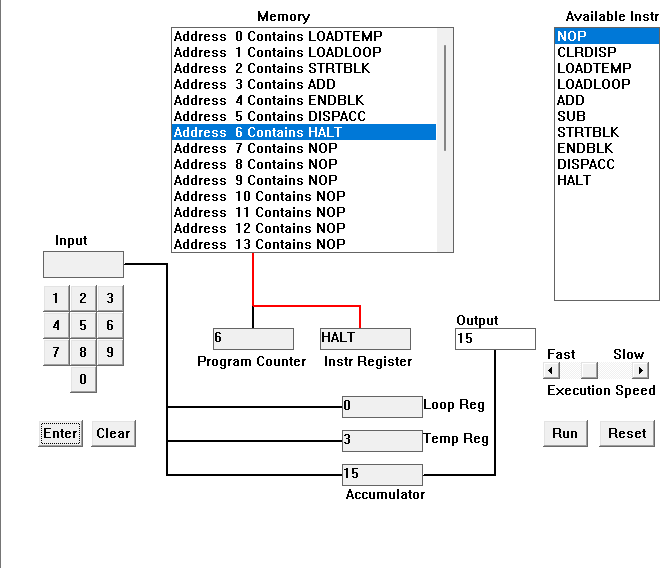 Memory
Address  0 Contains LOADTEMP
Address  1 Contains LOADLOOP
Address  2 Contains STRTBLK
Address  3 Contains ADD
Address  4 Contains ENDBLK
Address  5 Contains DISPACC
Address  6 Contains HALT
Address  7 Contains NOP
Address  8 Contains NOP
Address  9 Contains NOP
Address  10 Contains NOP
Address  11 Contains NOP
Address  12 Contains NOP
Address  13 Contains NOP
Available Instr
NOP
CLRDISP
LOADTEMP
LOADLOOP
ADD
SUB
STRTBLK
ENDBLK
DISPACC
HALT
Input
1 2 3
4 5 6
7 8 9
0
Enter Clear
6
Program Counter
HALT
Instr Register
Output
15
Fast Slow
Execution Speed
Run Reset
0 Loop Reg
3 Temp Reg
15
Accumulator